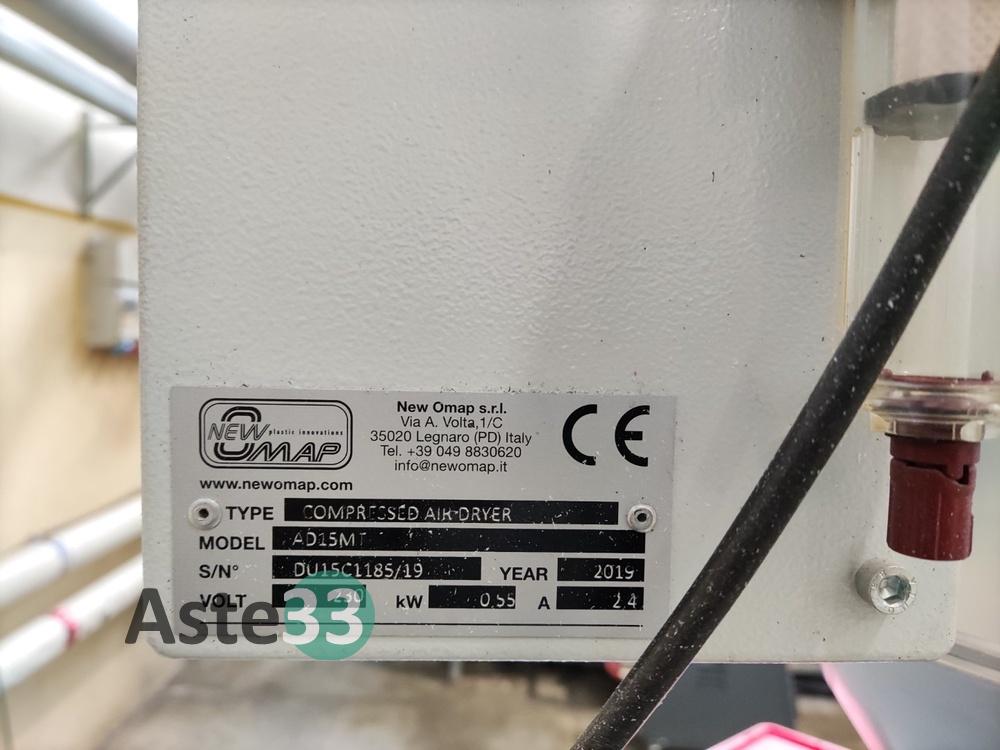 NEW plastic innovations
OMAP
www.newomap.com
New Omap s.r.l.
Via A. Volta,1/C
35020 Legnaro (PD) Italy
Tel. +39 049 8830620
info@newomap.it
CE
TYPE COMPRESSED AIR DRYER
MODEL AD15MT
S/N° DU15C1185/19 YEAR 2019
VOLT 230 kW 0,55 A 2.4
Aste33